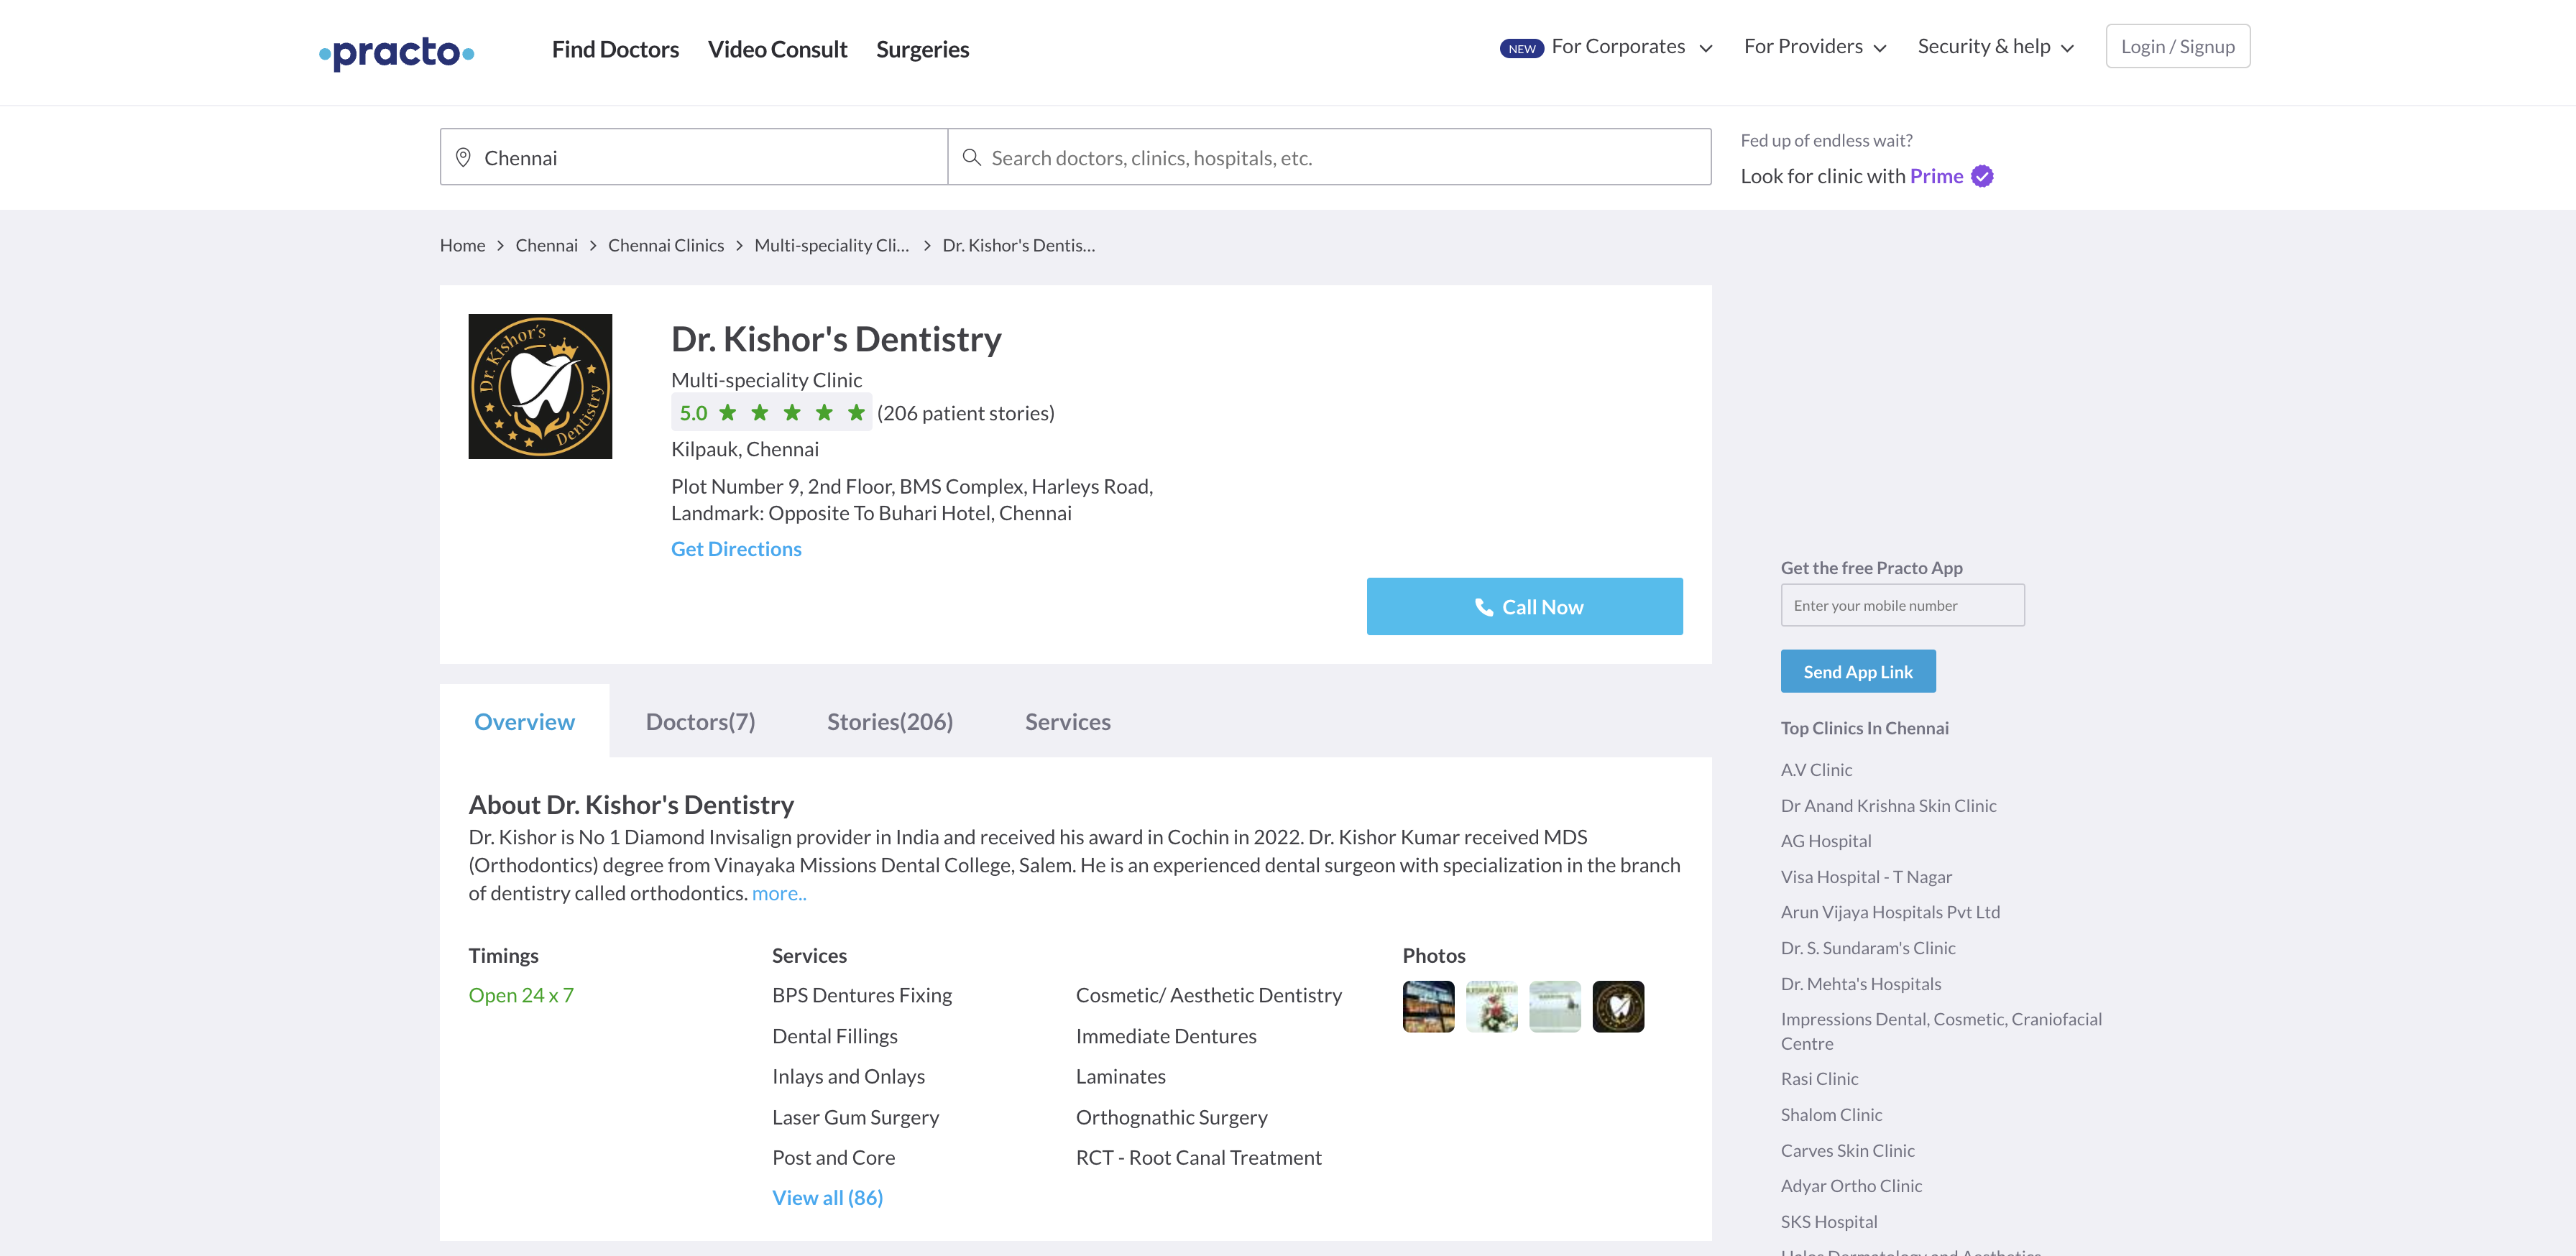 practo
Find Doctors
Video Consult
Surgeries
NEW For Corporates
For Providers
Security & help
Login / Signup
Chennai
Search doctors, clinics, hospitals, etc.
Fed up of endless wait?
Look for clinic with Prime
Home > Chennai > Chennai Clinics > Multi-speciality Cli... > Dr. Kishor's Dentis...
Dr. Kishor's
Dentistry
Dr. Kishor's Dentistry
Multi-speciality Clinic
5.0 (206 patient stories)
Kilpauk, Chennai
Plot Number 9, 2nd Floor, BMS Complex, Harleys Road,
Landmark: Opposite To Buhari Hotel, Chennai
Get Directions
Call Now
Overview
Doctors(7)
Stories(206)
Services
About Dr. Kishor's Dentistry
Dr. Kishor is No 1 Diamond Invisalign provider in India and received his award in Cochin in 2022. Dr. Kishor Kumar received MDS
(Orthodontics) degree from Vinayaka Missions Dental College, Salem. He is an experienced dental surgeon with specialization in the branch
of dentistry called orthodontics. more..
Timings
Open 24 x 7
Services
BPS Dentures Fixing
Cosmetic/ Aesthetic Dentistry
Dental Fillings
Immediate Dentures
Inlays and Onlays
Laminates
Laser Gum Surgery
Orthognathic Surgery
Post and Core
RCT - Root Canal Treatment
View all (86)
Photos
Get the free Practo App
Enter your mobile number
Send App Link
Top Clinics In Chennai
A.V Clinic
Dr Anand Krishna Skin Clinic
AG Hospital
Visa Hospital - T Nagar
Arun Vijaya Hospitals Pvt Ltd
Dr. S. Sundaram's Clinic
Dr. Mehta's Hospitals
Impressions Dental, Cosmetic, Craniofacial
Centre
Rasi Clinic
Shalom Clinic
Carves Skin Clinic
Adyar Ortho Clinic
SKS Hospital